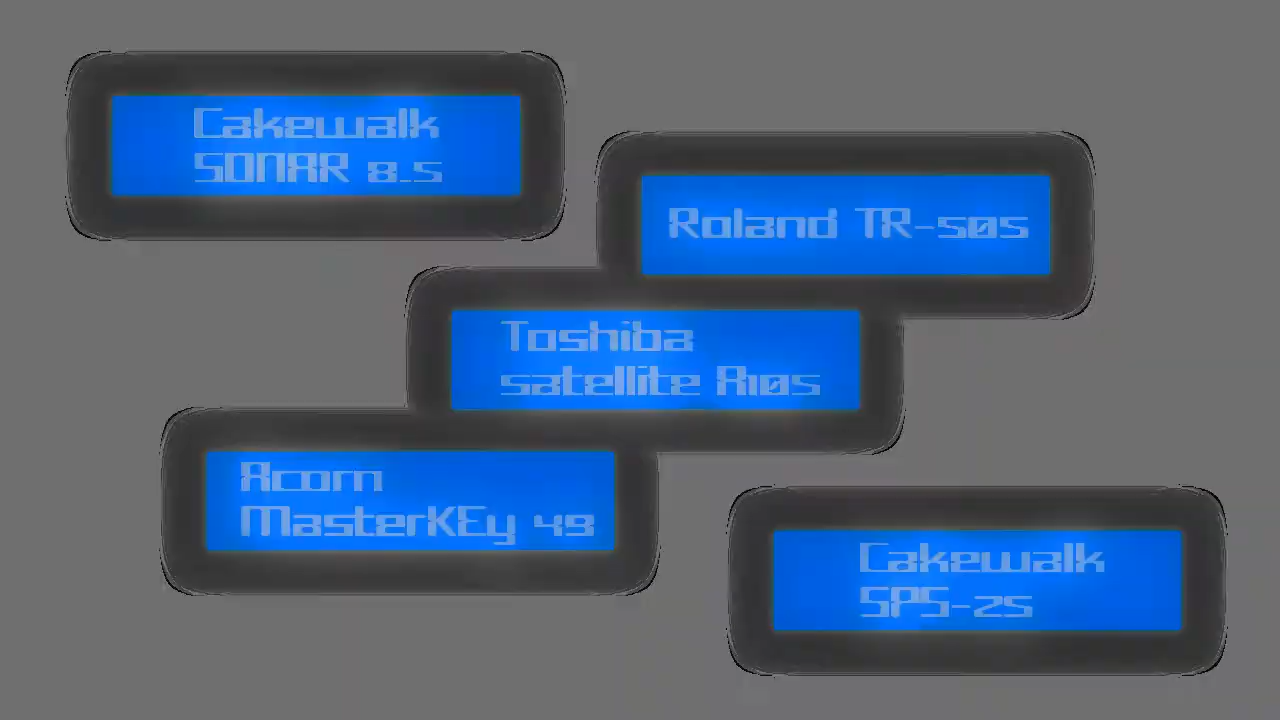 Cakewalk
SONAR 8.5
Roland TR-505
Toshiba
satellite A105
Acorn
MasterKEy 49
Cakewalk
SPS-25